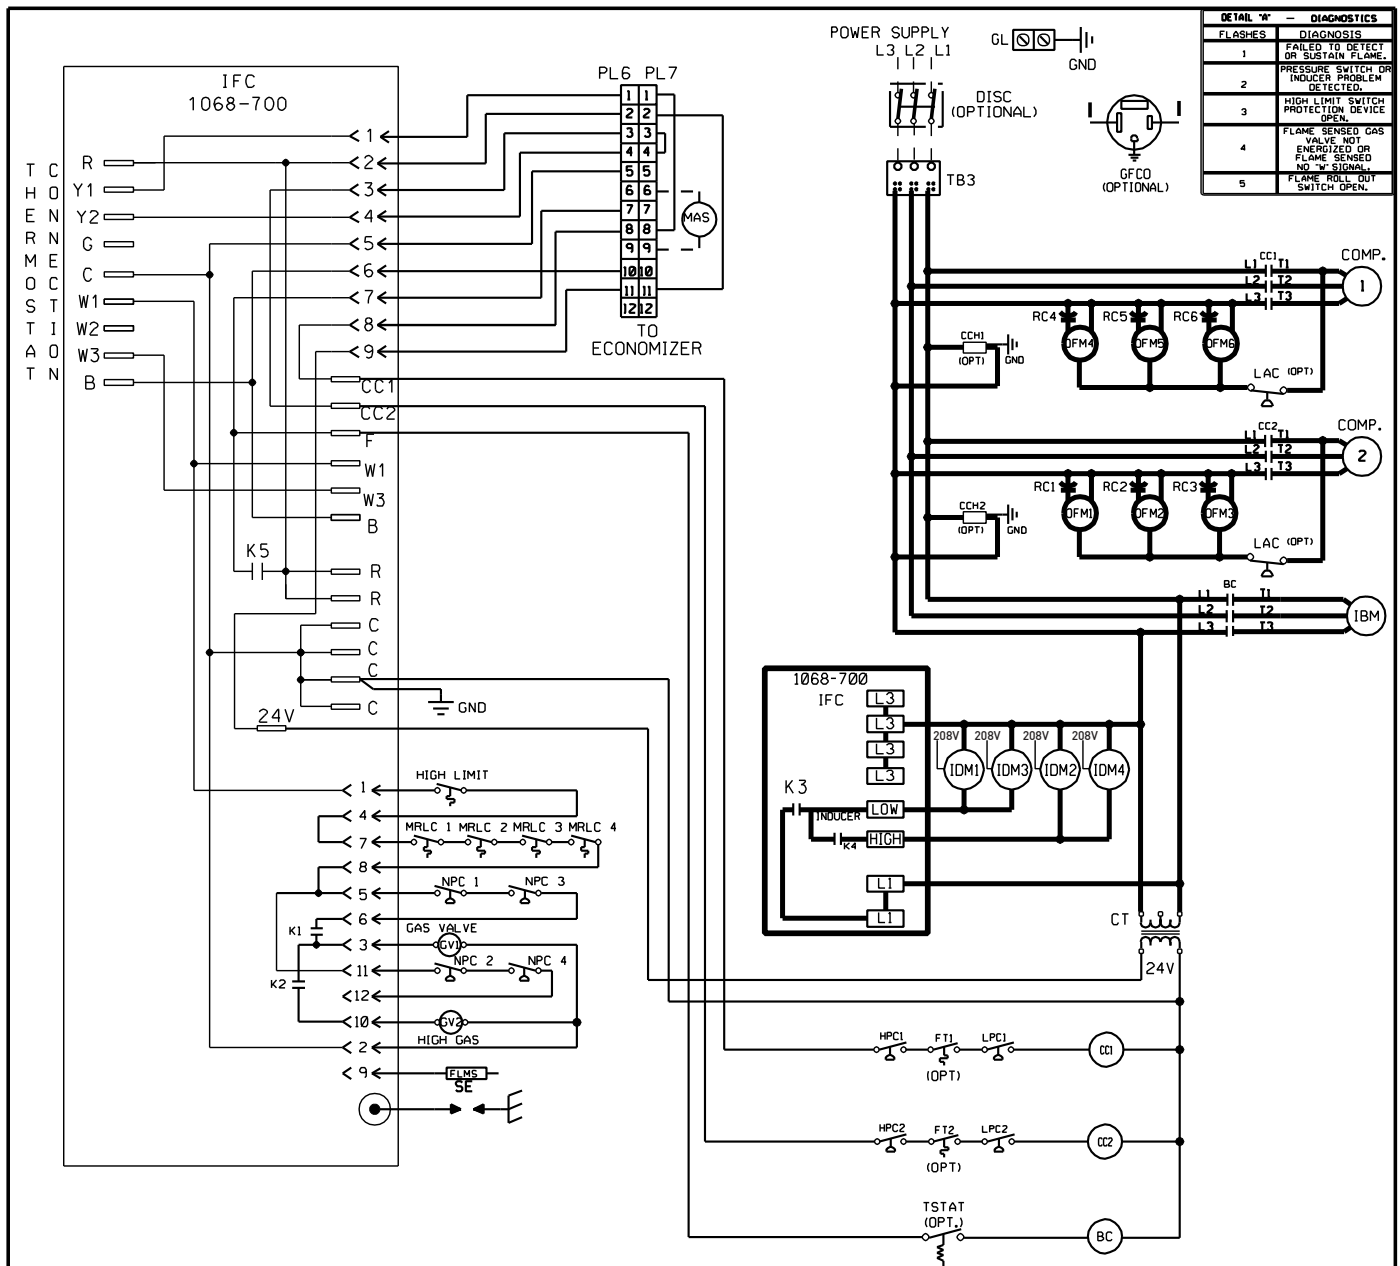 POWER SUPPLY
L3 L2 L1
GL
GND
DISC
(OPTIONAL)
GFCO
(OPTIONAL)
TB3
DETAIL "A" - DIAGNOSTICS
FLASHES DIAGNOSIS
1 FAILED TO DETECT
OR SUSTAIN FLAME.
2 PRESSURE SWITCH OR
INDUCER PROBLEM
DETECTED.
3 HIGH LIMIT SWITCH
PROTECTION DEVICE
OPEN.
4 FLAME SENSED GAS
VALVE NOT
ENERGIZED OR
FLAME SENSED
NO "W" SIGNAL.
5 FLAME ROLL OUT
SWITCH OPEN.
IFC
1068-700
THERMOSTAT
CONNECTION
R
Y1
Y2
G
C
W1
W2
W3
B
1
2
3
4
5
6
7
8
9
CC1
CC2
F
W1
W3
B
K5
R
R
C
C
C
C
GND
24V
PL6 PL7
1 1
2 2
3 3
4 4
5 5
6 6
7 7
8 8
9 9
10 10
11 11
12 12
MAS
TO
ECONOMIZER
COMP.
L1 CC1 T1
L2 T2
L3 T3
1
RC4 RC5 RC6
OFM4 OFM5 OFM6
CCH1
(OPT)
GND
LAC (OPT)
COMP.
L1 CC2 T1
L2 T2
L3 T3
2
RC1 RC2 RC3
OFM1 OFM2 OFM3
CCH2
(OPT)
GND
LAC (OPT)
BC
L1 T1
L2 T2
L3 T3
IBM
1068-700
IFC
L3
L3
L3
L3
208V 208V 208V 208V
IDM1 IDM3 IDM2 IDM4
K3
LOW
INDUCER
HIGH
K4
L1
L1
CT
24V
1 HIGH LIMIT
4
7 MRLC 1 MRLC 2 MRLC 3 MRLC 4
8
5 NPC 1 NPC 3
6
K1
3 GAS VALVE
GV1
11 NPC 2 NPC 4
K2
12
10 GV2
HIGH GAS
2
9 FLMS
SE
HPC1 FT1 LPC1
(OPT)
CC1
HPC2 FT2 LPC2
(OPT)
CC2
TSTAT
(OPT.)
BC